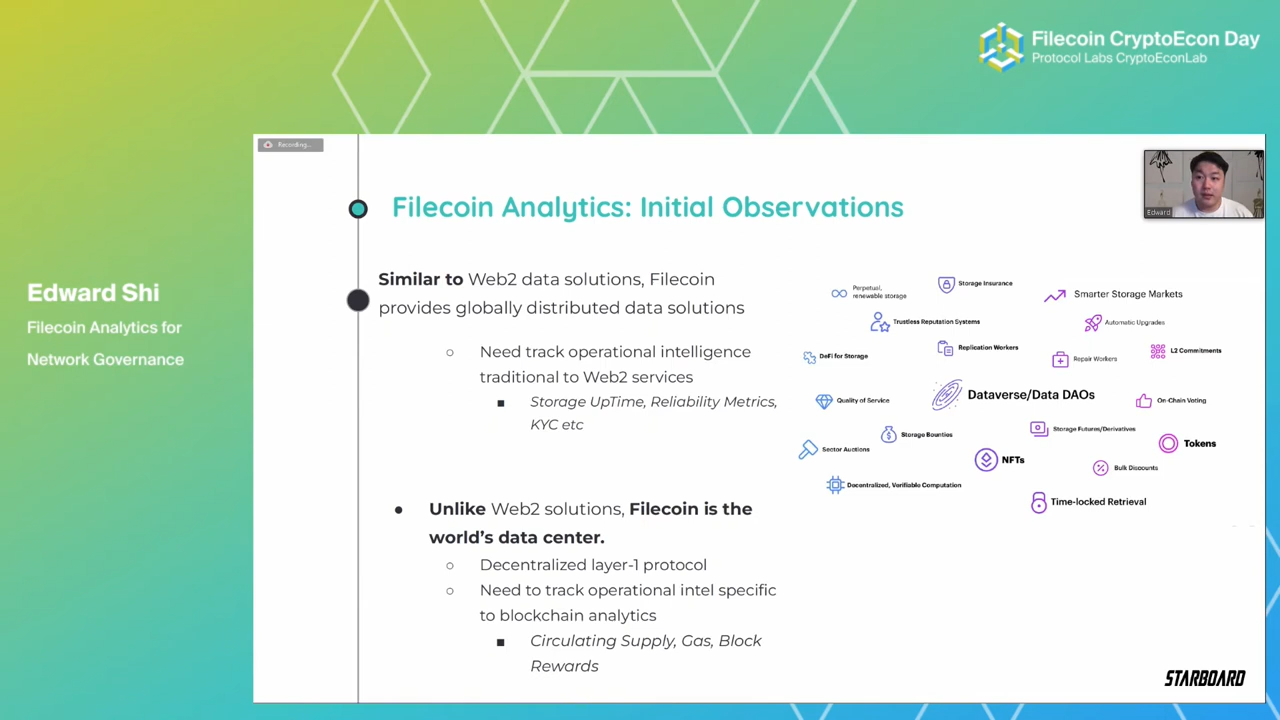 Filecoin CryptoEcon Day
Protocol Labs CryptoEconLab
Recording...
Edward
Edward Shi
Filecoin Analytics for
Network Governance
Filecoin Analytics: Initial Observations
Similar to Web2 data solutions, Filecoin
provides globally distributed data solutions
Need track operational intelligence
traditional to Web2 services
Storage UpTime, Reliability Metrics,
KYC etc
Unlike Web2 solutions, Filecoin is the
world's data center.
Decentralized layer-1 protocol
Need to track operational intel specific
to blockchain analytics
Circulating Supply, Gas, Block
Rewards
Perpetual,
renewable storage
Storage Insurance
Smarter Storage Markets
Trustless Reputation Systems
Automatic Upgrades
DeFi for Storage
Replication Workers
Repair Workers
L2 Commitments
Quality of Service
Dataverse/Data DAOs
On-Chain Voting
Storage Bounties
Storage Futures/Derivatives
Sector Auctions
NFTs
Tokens
Bulk Discounts
Decentralized, Verifiable Computation
Time-locked Retrieval
STARBOARD